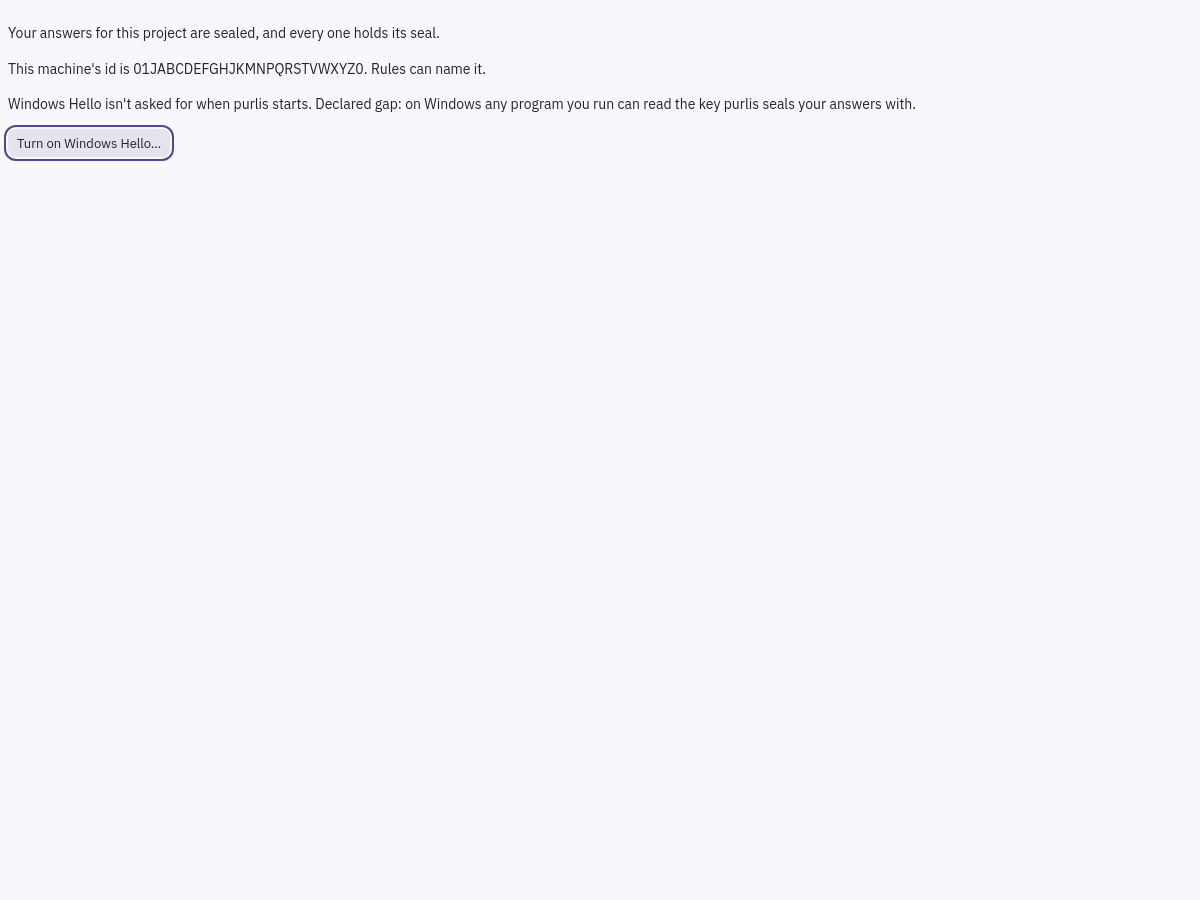 Your answers for this project are sealed, and every one holds its seal.
This machine's id is 01JABCDEFGHJKMNPQRSTVWXYZ0. Rules can name it.
Windows Hello isn't asked for when purlis starts. Declared gap: on Windows any program you run can read the key purlis seals your answers with.
Turn on Windows Hello...